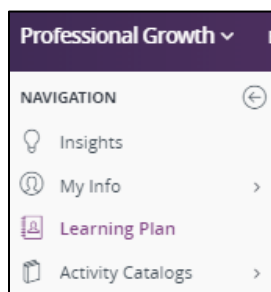 Professional Growth
NAVIGATION
Insights
My Info
Learning Plan
Activity Catalogs